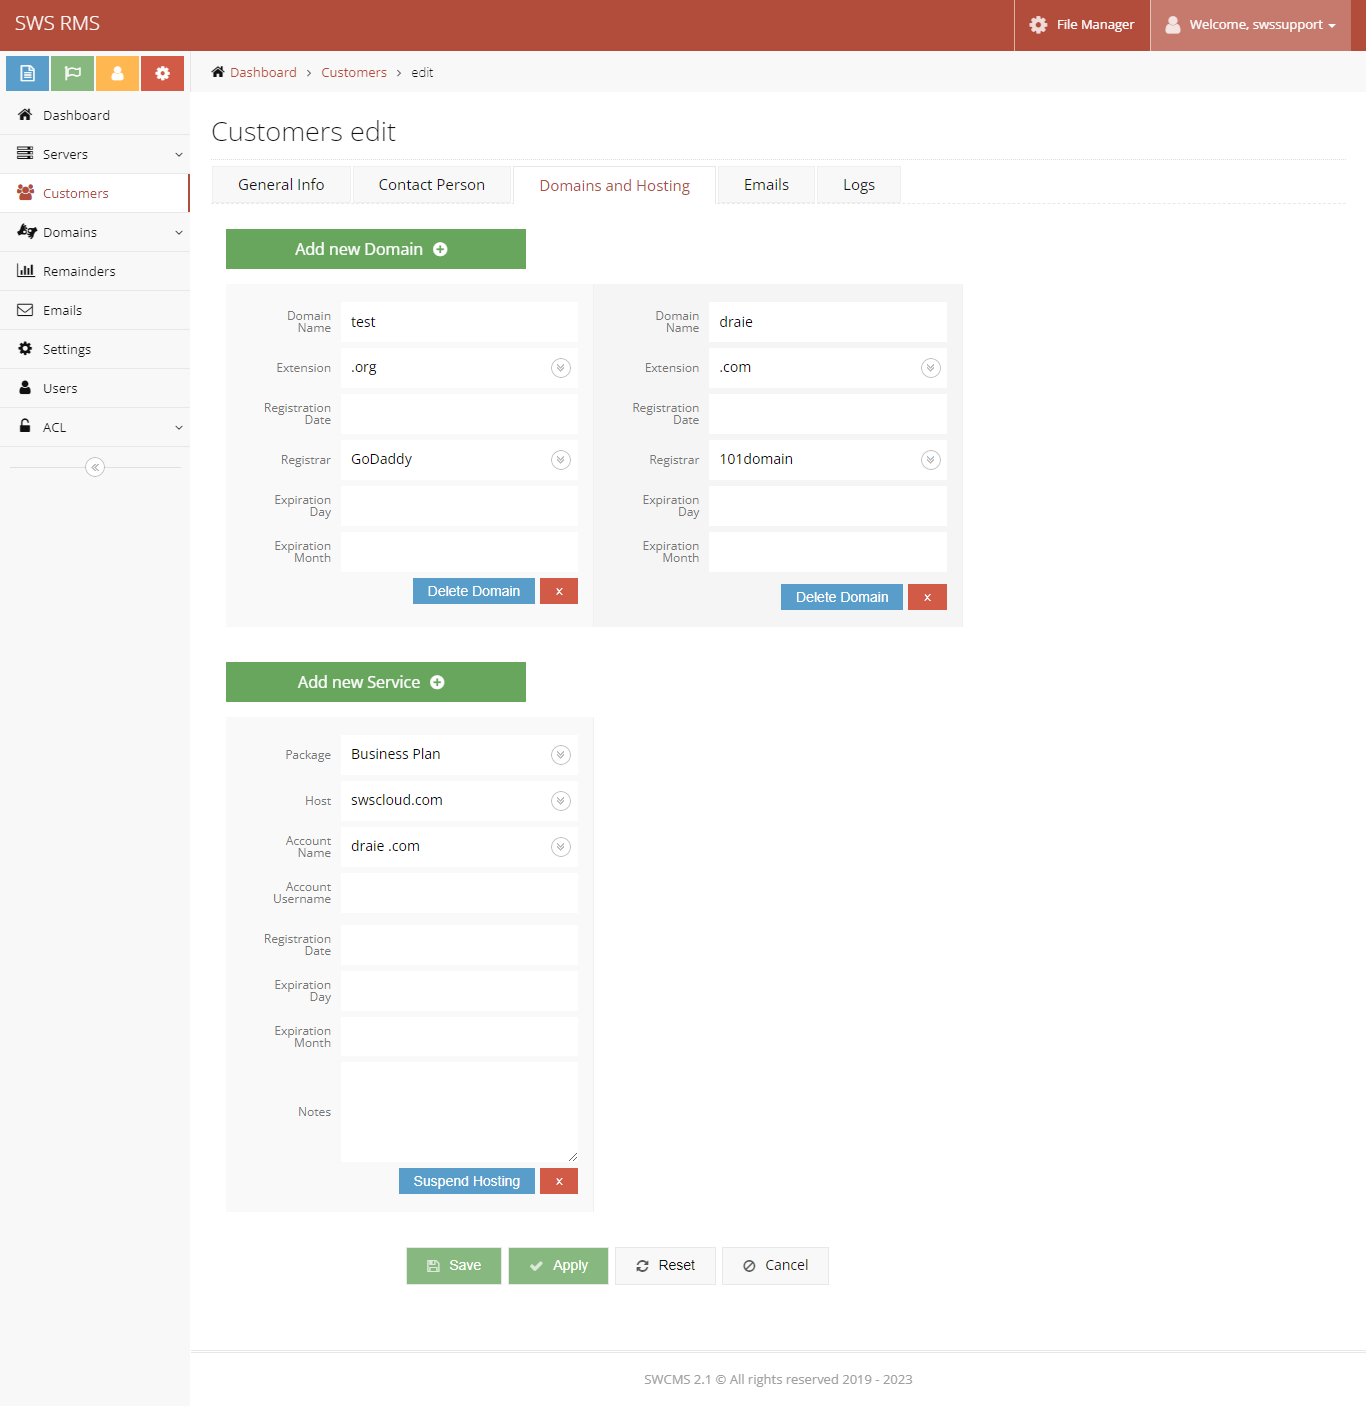 SWS RMS
File Manager
Welcome, swssupport
Dashboard
Customers
edit
Dashboard
Servers
Customers
Domains
Remainders
Emails
Settings
Users
ACL
Customers edit
General Info
Contact Person
Domains and Hosting
Emails
Logs
Add new Domain
Domain
Name
test
Extension
.org
Registration
Date
Registrar
GoDaddy
Expiration
Day
Expiration
Month
Delete Domain
x
Domain
Name
draie
Extension
.com
Registration
Date
Registrar
101domain
Expiration
Day
Expiration
Month
Delete Domain
x
Add new Service
Package
Business Plan
Host
swscloud.com
Account
Name
draie .com
Account
Username
Registration
Date
Expiration
Day
Expiration
Month
Notes
Suspend Hosting
x
Save
Apply
Reset
Cancel
SWCMS 2.1 © All rights reserved 2019 - 2023